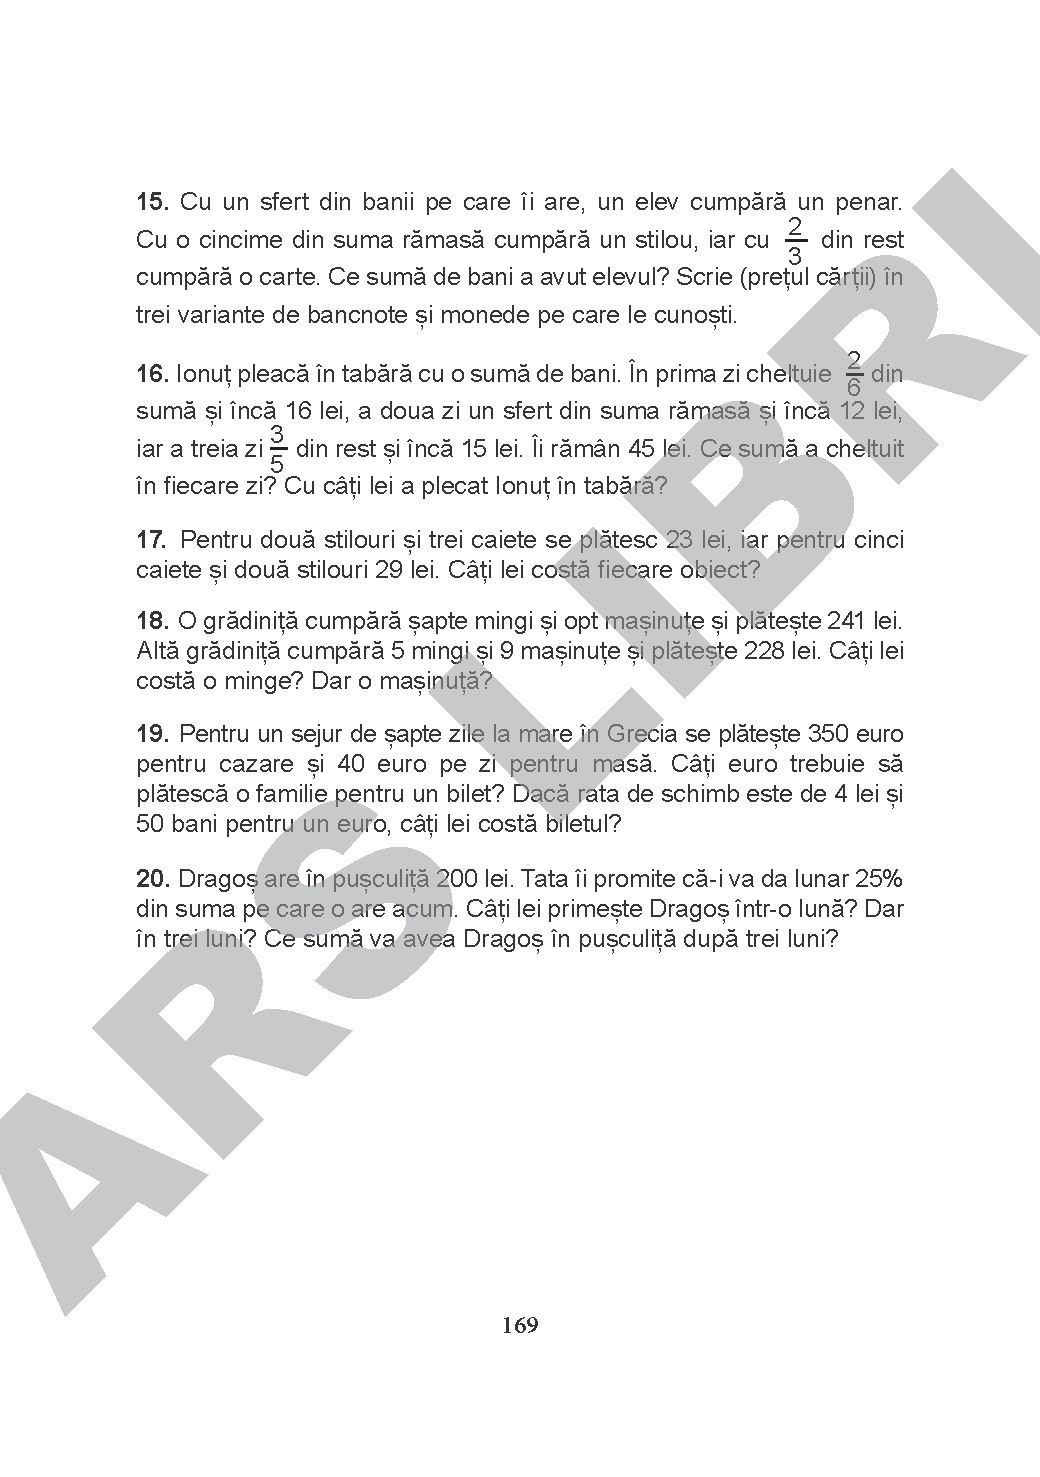 15. Cu un sfert din banii pe care îi are, un elev cumpără un penar.
Cu o cincime din suma rămasă cumpără un stilou, iar cu 2/3 din rest
cumpără o carte. Ce sumă de bani a avut elevul? Scrie (prețul cărții) în
trei variante de bancnote și monede pe care le cunoști.
16. Ionuț pleacă în tabără cu o sumă de bani. În prima zi cheltuie 2/6 din
sumă și încă 16 lei, a doua zi un sfert din suma rămasă și încă 12 lei,
iar a treia zi 3/5 din rest și încă 15 lei. Îi rămân 45 lei. Ce sumă a cheltuit
în fiecare zi? Cu câți lei a plecat Ionuț în tabără?
17. Pentru două stilouri și trei caiete se plătesc 23 lei, iar pentru cinci
caiete și două stilouri 29 lei. Câți lei costă fiecare obiect?
18. O grădiniță cumpără șapte mingi și opt mașinuțe și plătește 241 lei.
Altă grădiniță cumpără 5 mingi și 9 mașinuțe și plătește 228 lei. Câți lei
costă o minge? Dar o mașinuță?
19. Pentru un sejur de șapte zile la mare în Grecia se plătește 350 euro
pentru cazare și 40 euro pe zi pentru masă. Câți euro trebuie să
plătescă o familie pentru un bilet? Dacă rata de schimb este de 4 lei și
50 bani pentru un euro, câți lei costă biletul?
20. Dragoș are în pușculiță 200 lei. Tata îi promite că-i va da lunar 25%
din suma pe care o are acum. Câți lei primește Dragoș într-o lună? Dar
în trei luni? Ce sumă va avea Dragoș în pușculiță după trei luni?
ARS LIBRI
169